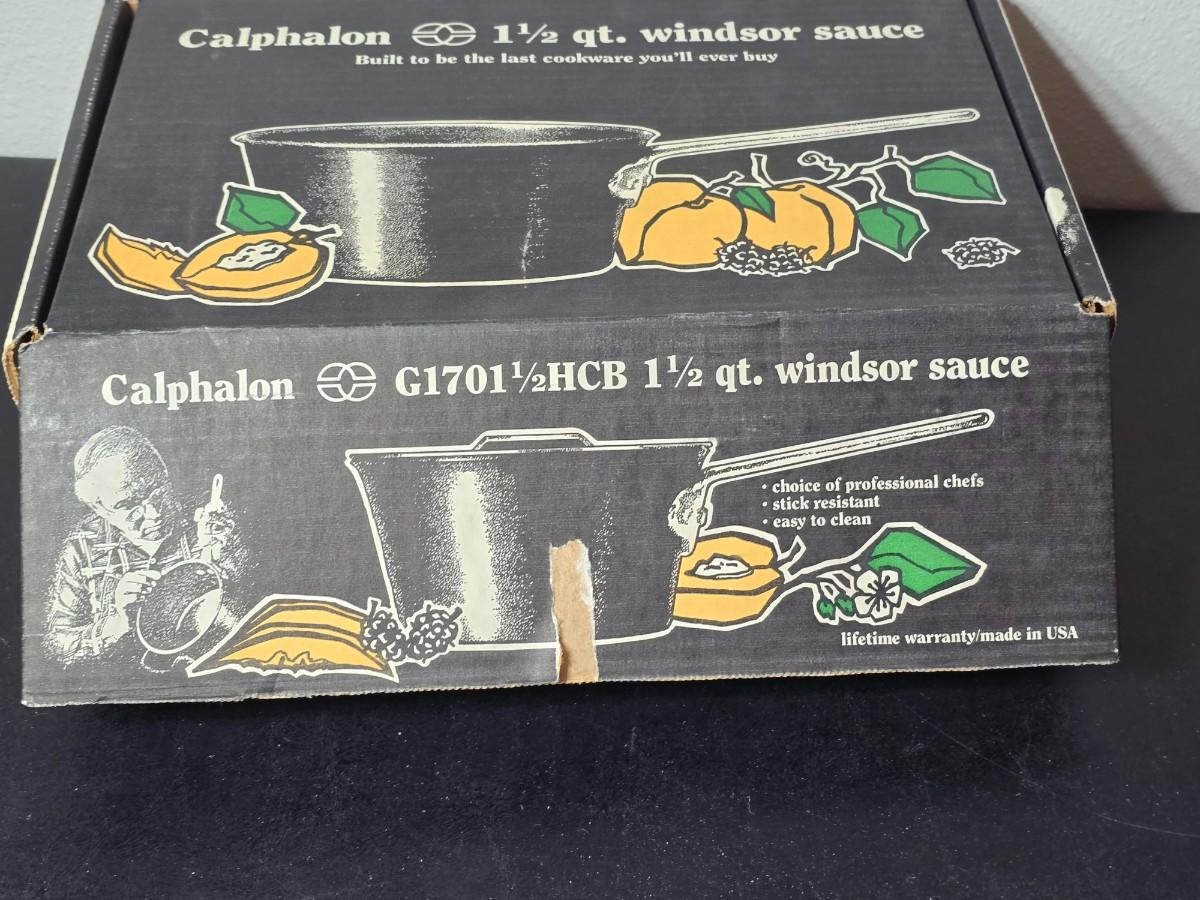 Calphalon 1½ qt. windsor sauce
Built to be the last cookware you'll ever buy
Calphalon G1701½HCB 1½ qt. windsor sauce
• choice of professional chefs
• stick resistant
• easy to clean
lifetime warranty/made in USA